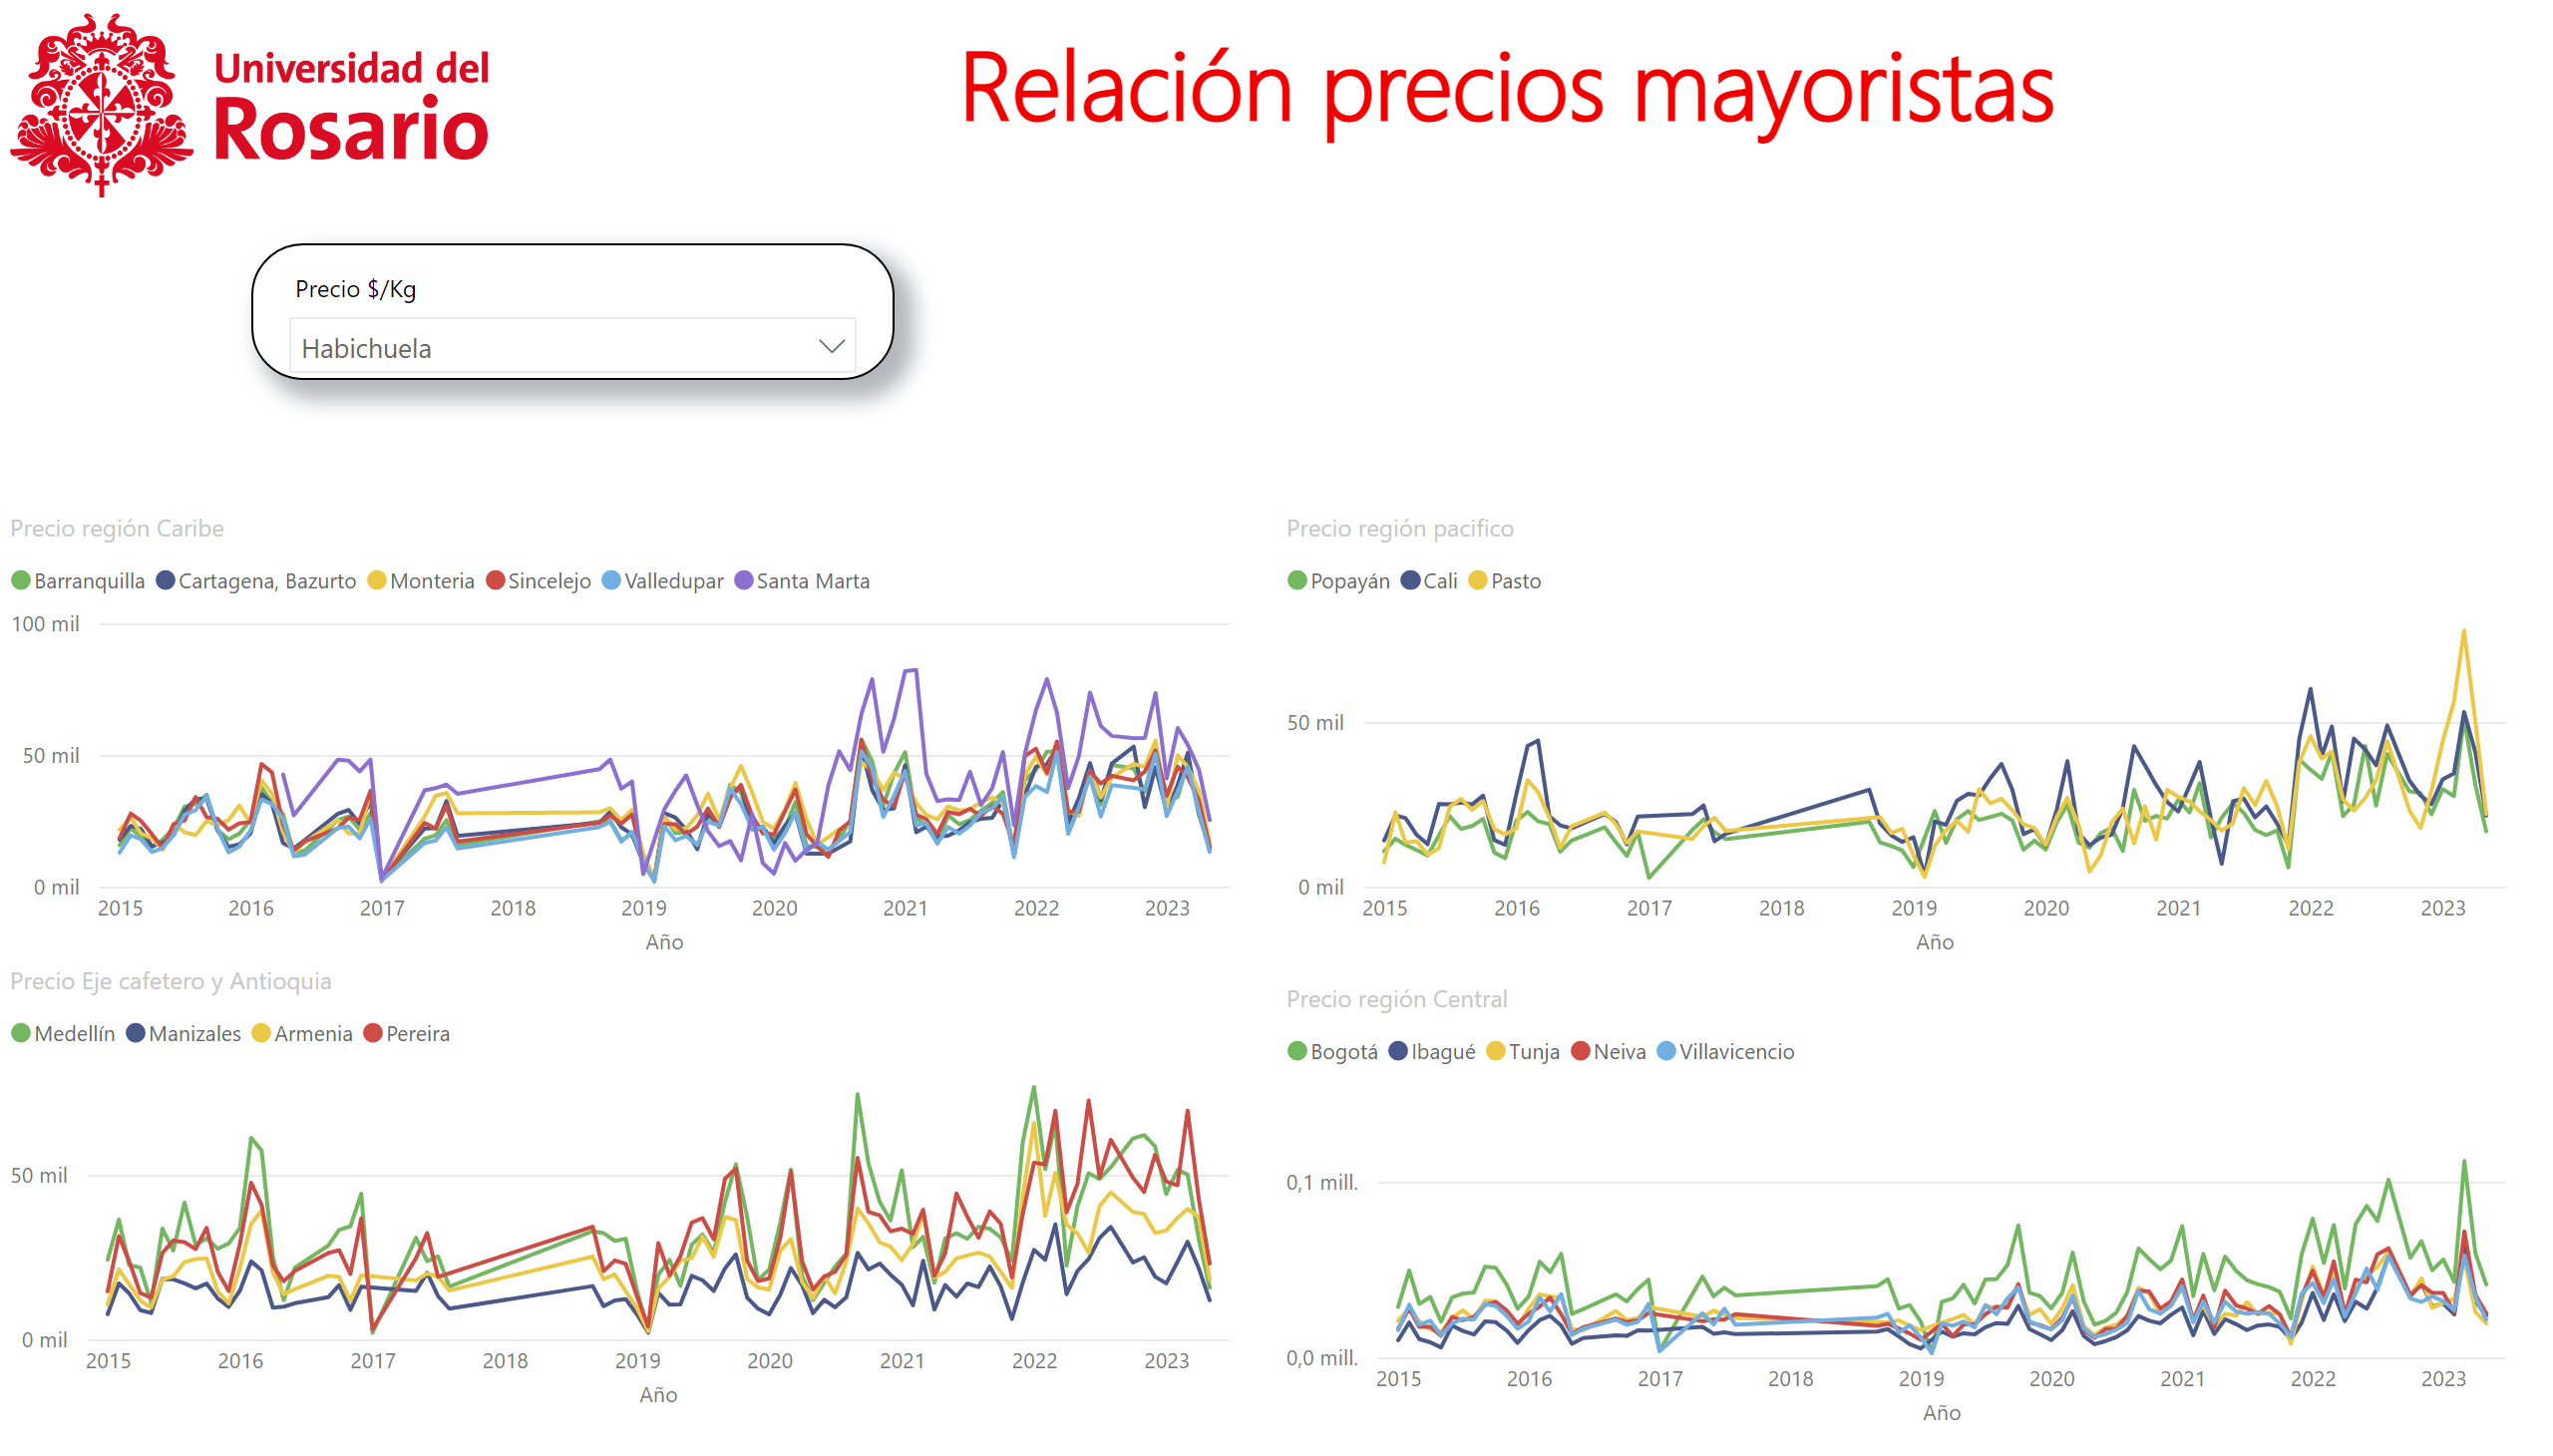 Universidad del
Rosario
Relación precios mayoristas
Precio $/Kg
Habichuela
Precio región Caribe
Barranquilla Cartagena, Bazurto Monteria Sincelejo Valledupar Santa Marta
100 mil
50 mil
0 mil
2015 2016 2017 2018 2019 2020 2021 2022 2023
Año
Precio región pacifico
Popayán Cali Pasto
50 mil
0 mil
2015 2016 2017 2018 2019 2020 2021 2022 2023
Año
Precio Eje cafetero y Antioquia
Medellín Manizales Armenia Pereira
50 mil
0 mil
2015 2016 2017 2018 2019 2020 2021 2022 2023
Año
Precio región Central
Bogotá Ibagué Tunja Neiva Villavicencio
0,1 mill.
0,0 mill.
2015 2016 2017 2018 2019 2020 2021 2022 2023
Año